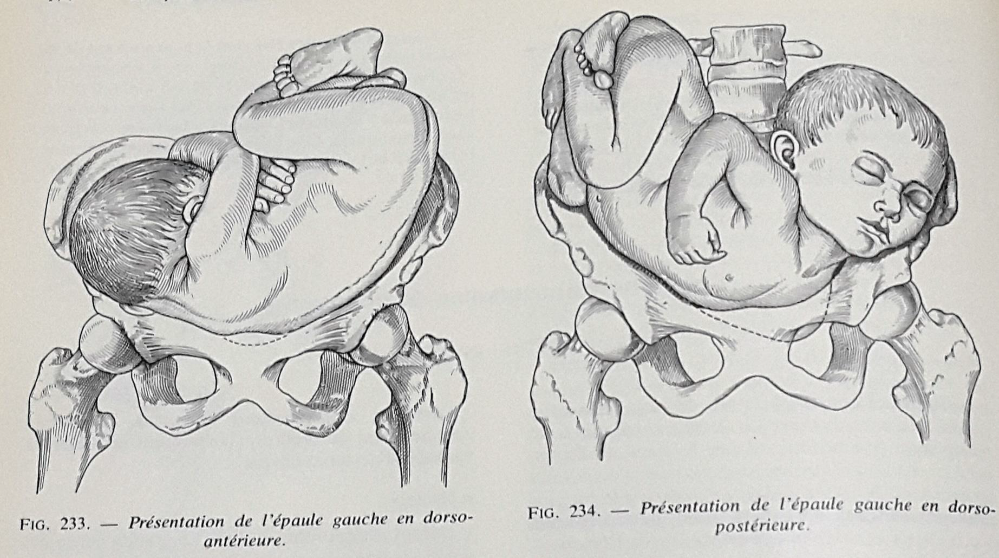 FIG. 233. — Présentation de l'épaule gauche en dorso-
antérieure.
FIG. 234. — Présentation de l'épaule gauche en dorso-
postérieure.